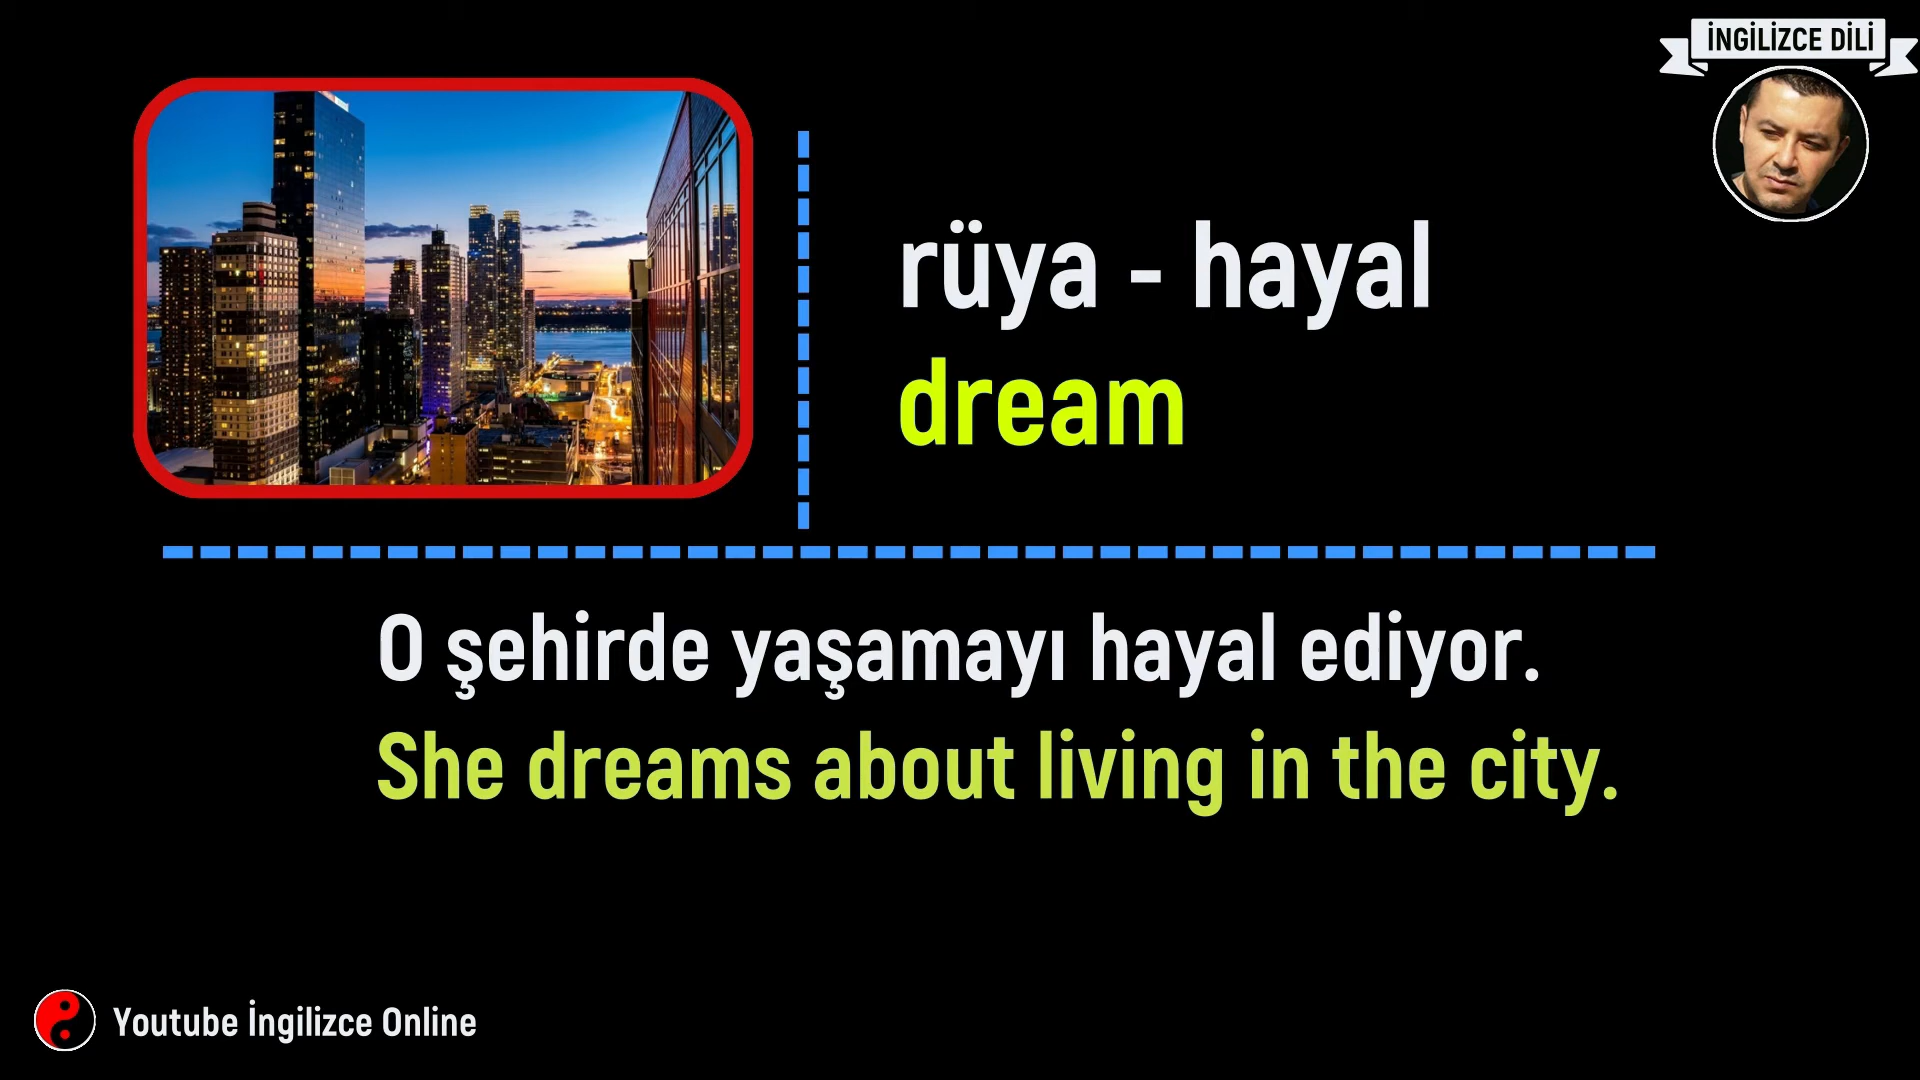 İNGİLİZCE DİLİ
rüya - hayal
dream
O şehirde yaşamayı hayal ediyor.
She dreams about living in the city.
Youtube İngilizce Online